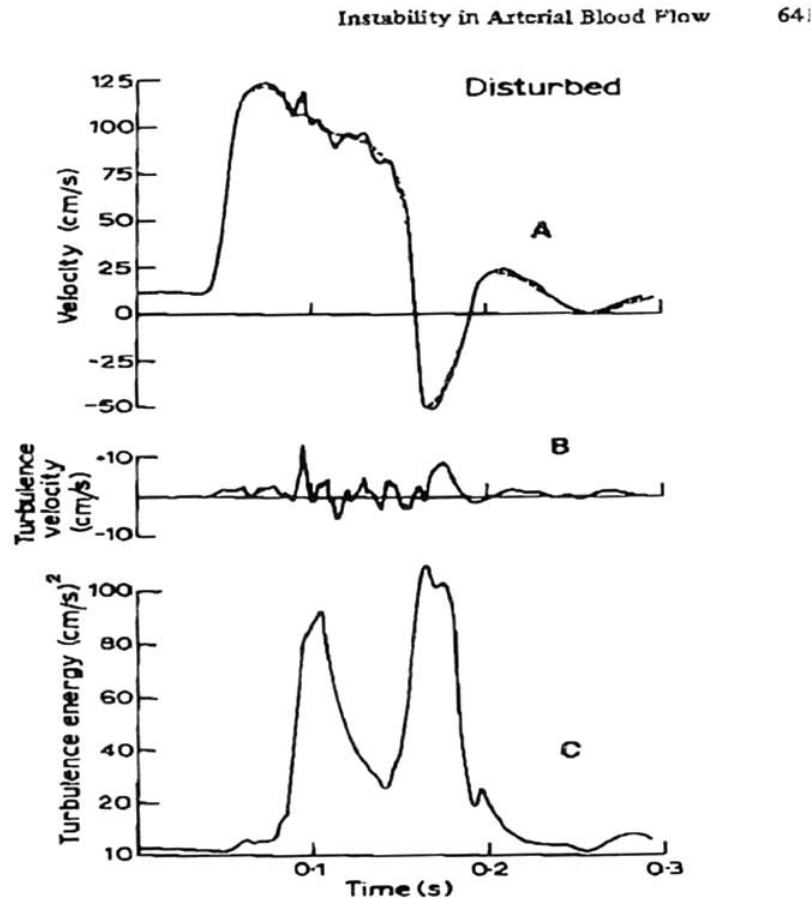 Instability in Arterial Blood Flow 641
Disturbed
Velocity (cm/s)
125
100
75
50
25
0
-25
-50
A
Turbulence
velocity
(cm/s)
+10
0
-10
B
Turbulence energy (cm/s)²
100
80
60
40
20
10
C
0·1
0·2
0·3
Time (s)